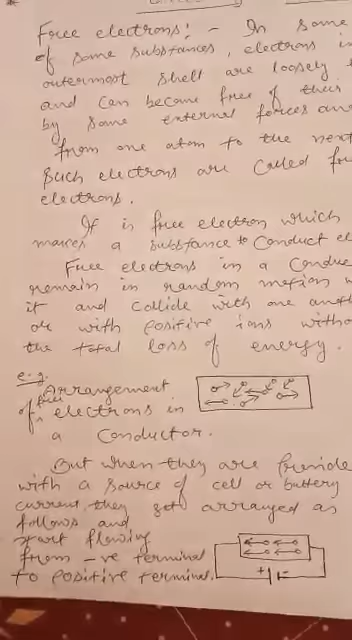 Free electrons:- In some
of some substances, electrons in
outermost shell are loosely
and can become free of their
by some external forces an
from one atom to the next
such electrons are called fr
electrons.
It is free electron which
makes a substance to conduct el
Free electrons in a conduc
remain in random motion w
it and collide with one anot
or with positive ions witho
the total loss of energy.
e.g.
Arrangement
of free electrons in
a conductor.
But when they are provide
with a source of cell or battery
current they get arranged as
follows and
start flowing
from -ve terminal
to positive terminal.
+ -